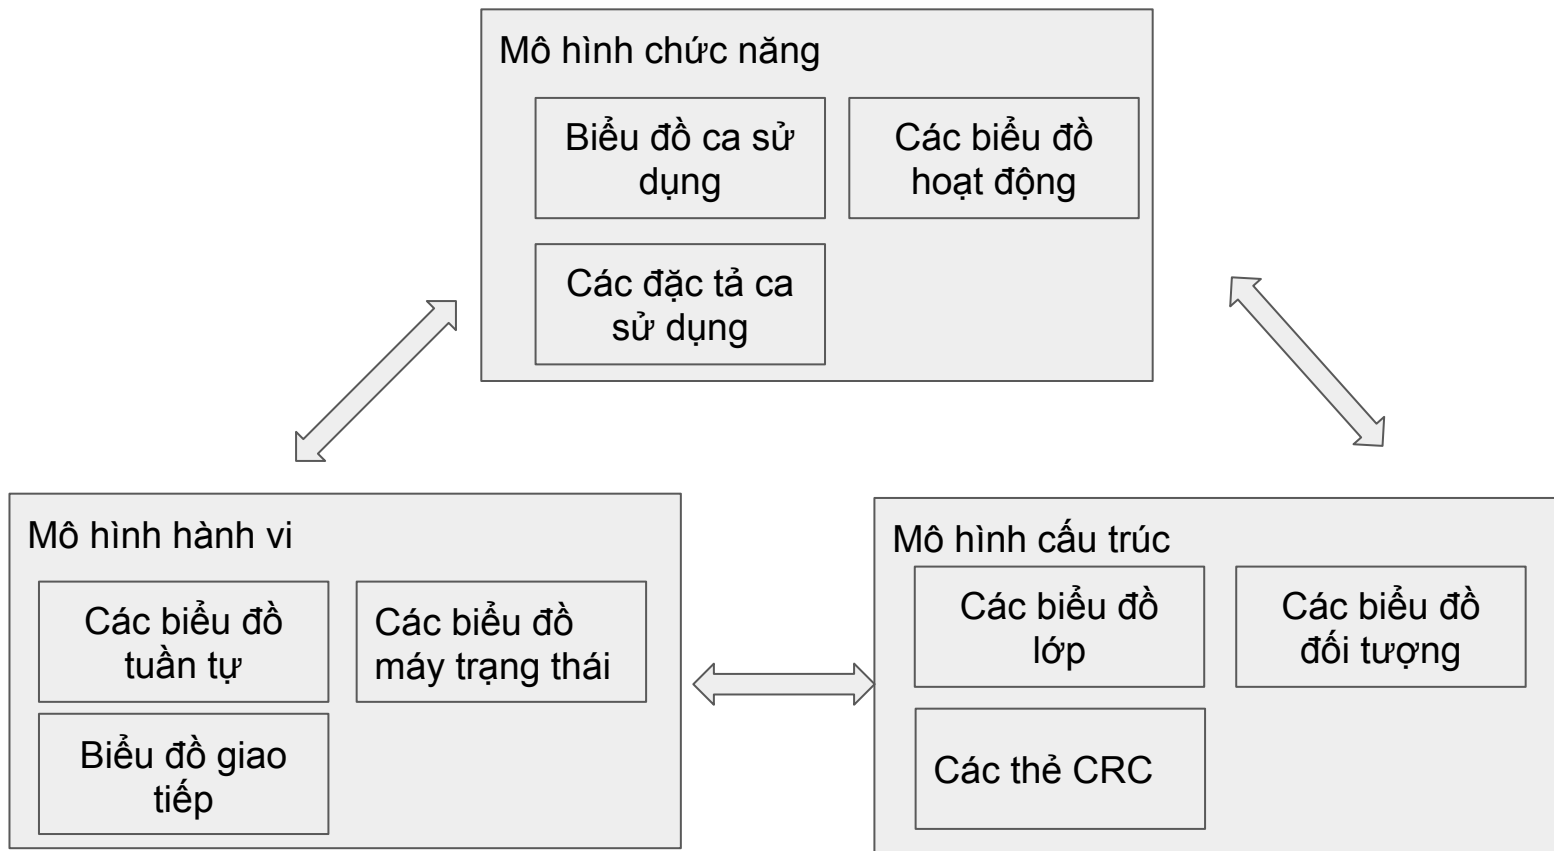 Mô hình chức năng
Biểu đồ ca sử
dụng
Các biểu đồ
hoạt động
Các đặc tả ca
sử dụng
Mô hình hành vi
Các biểu đồ
tuần tự
Các biểu đồ
máy trạng thái
Biểu đồ giao
tiếp
Mô hình cấu trúc
Các biểu đồ
lớp
Các biểu đồ
đối tượng
Các thẻ CRC